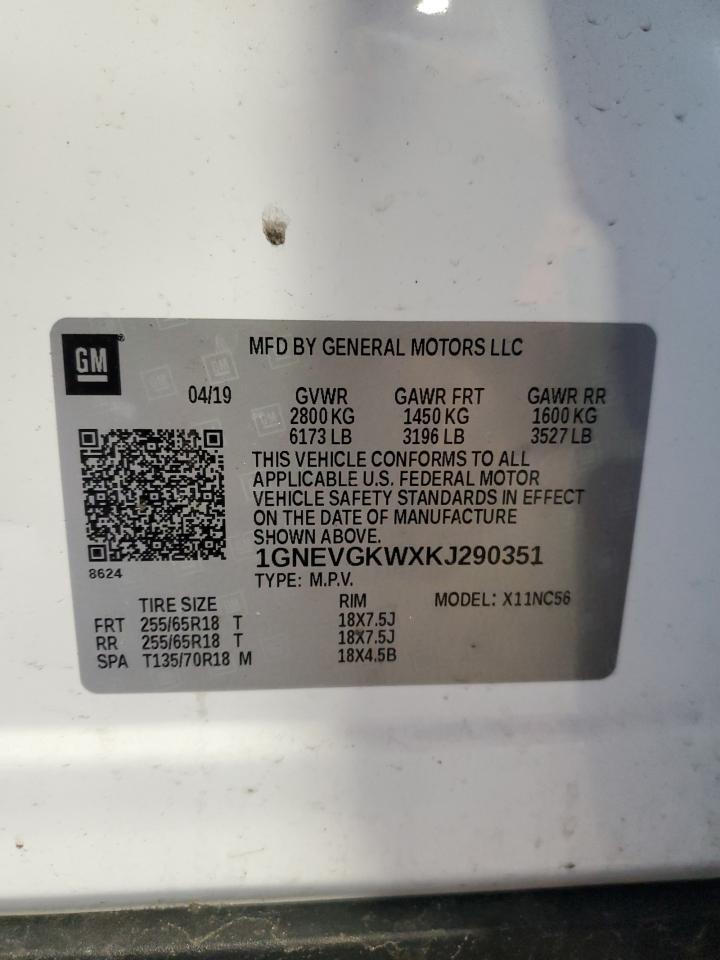 GM
MFD BY GENERAL MOTORS LLC
04/19 GVWR GAWR FRT GAWR RR
2800 KG 1450 KG 1600 KG
6173 LB 3196 LB 3527 LB
THIS VEHICLE CONFORMS TO ALL
APPLICABLE U.S. FEDERAL MOTOR
VEHICLE SAFETY STANDARDS IN EFFECT
ON THE DATE OF MANUFACTURE
SHOWN ABOVE.
1GNEVGKWXKJ290351
8624
TYPE: M.P.V.
TIRE SIZE RIM MODEL: X11NC56
FRT 255/65R18 T 18X7.5J
RR 255/65R18 T 18X7.5J
SPA T135/70R18 M 18X4.5B